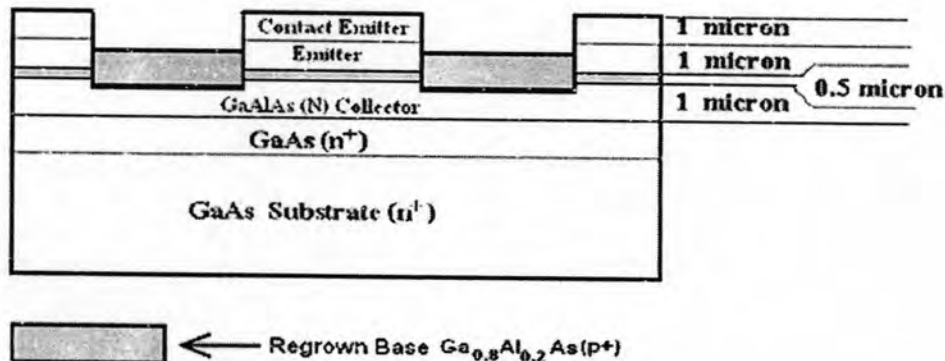 Contact Emitter
1 micron
Emitter
1 micron
0.5 micron
GaAlAs (N) Collector
1 micron
GaAs (n⁺)
GaAs Substrate (n⁺)
Regrown Base Ga₀.₈Al₀.₂As(p+)